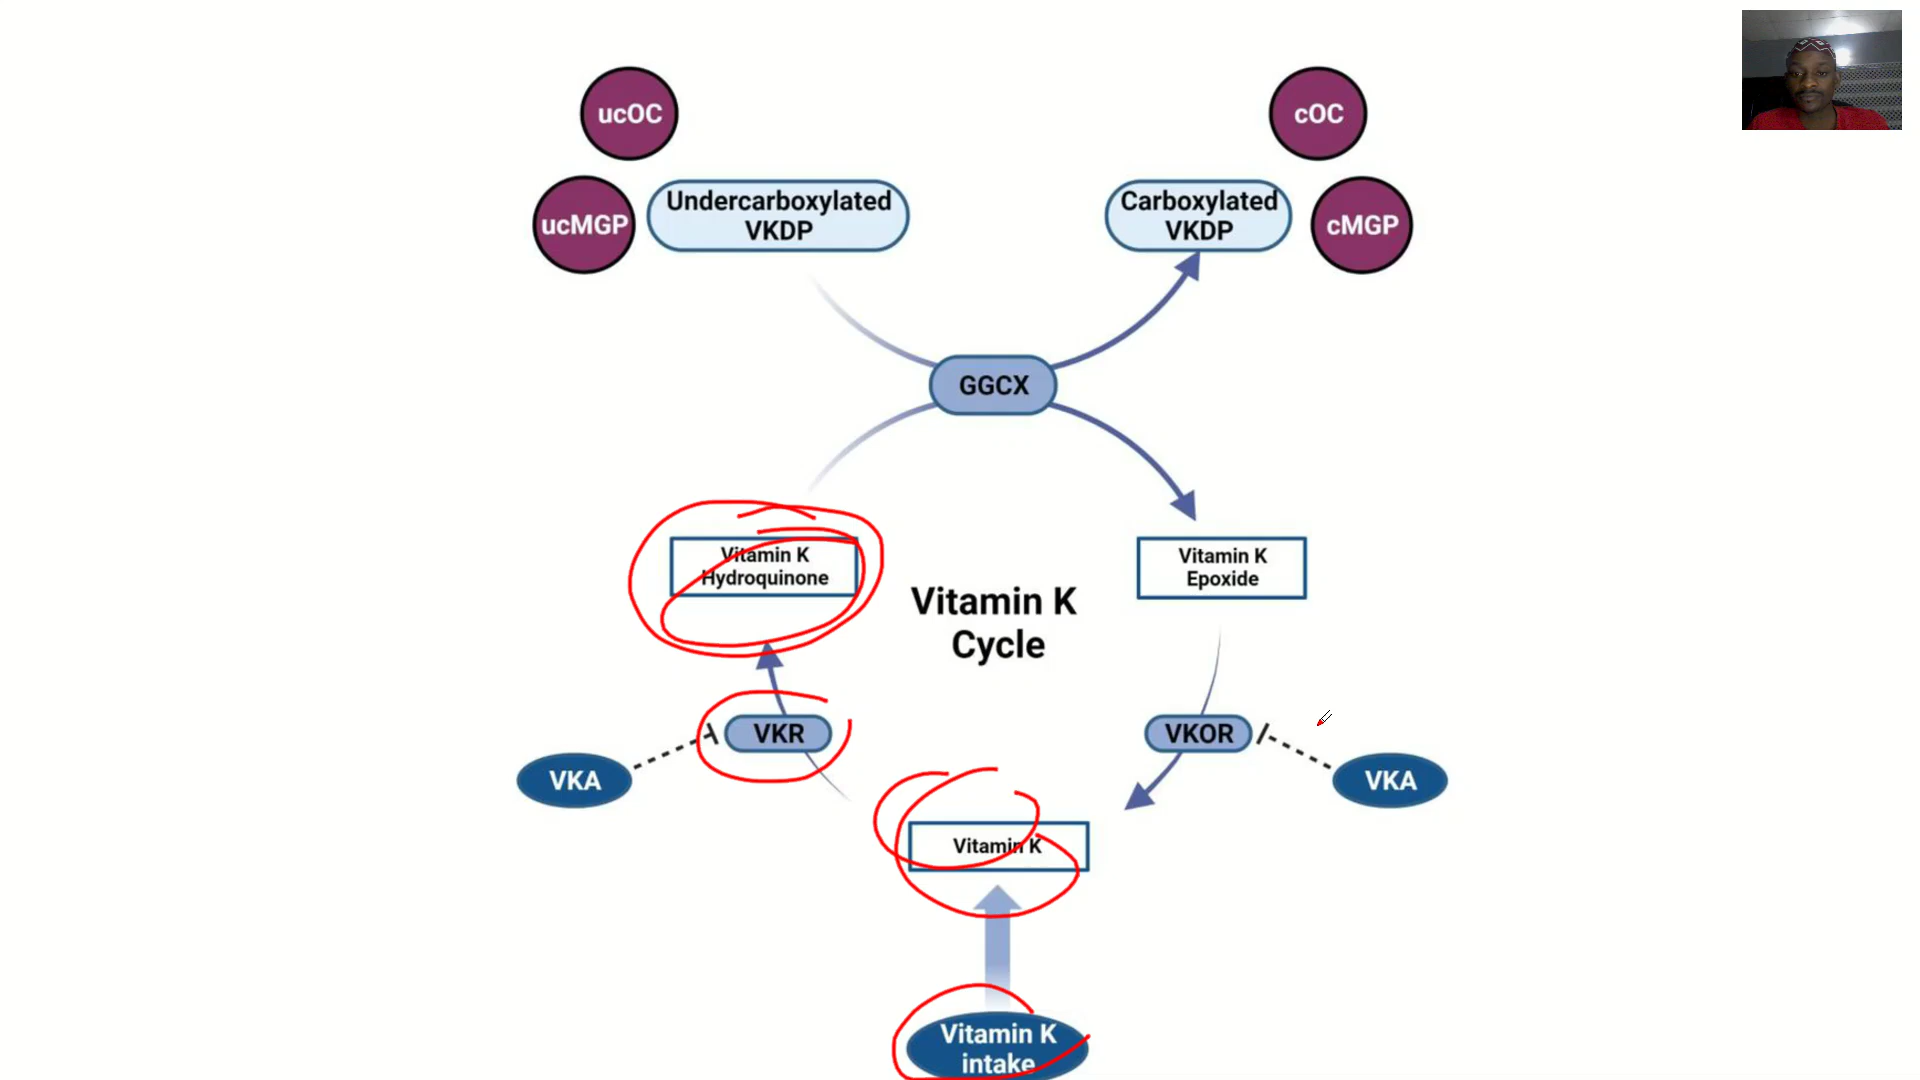 ucOC
cOC
Undercarboxylated
VKDP
Carboxylated
VKDP
ucMGP
cMGP
GGCX
Vitamin K
Hydroquinone
Vitamin K
Epoxide
Vitamin K
Cycle
VKR
VKOR
VKA
VKA
Vitamin K
Vitamin K
intake